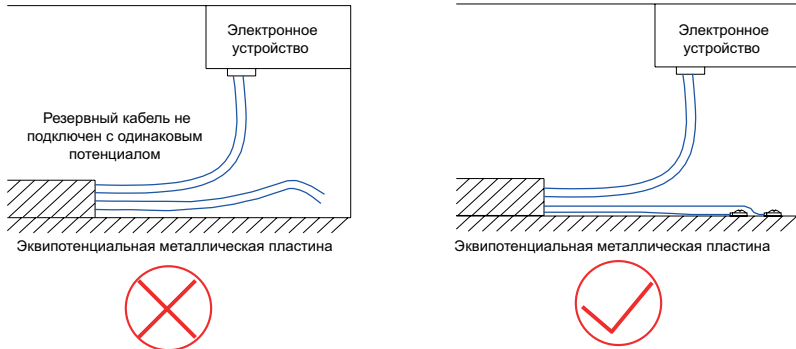 Электронное
устройство
Резервный кабель не
подключен с одинаковым
потенциалом
Эквипотенциальная металлическая пластина
Электронное
устройство
Эквипотенциальная металлическая пластина